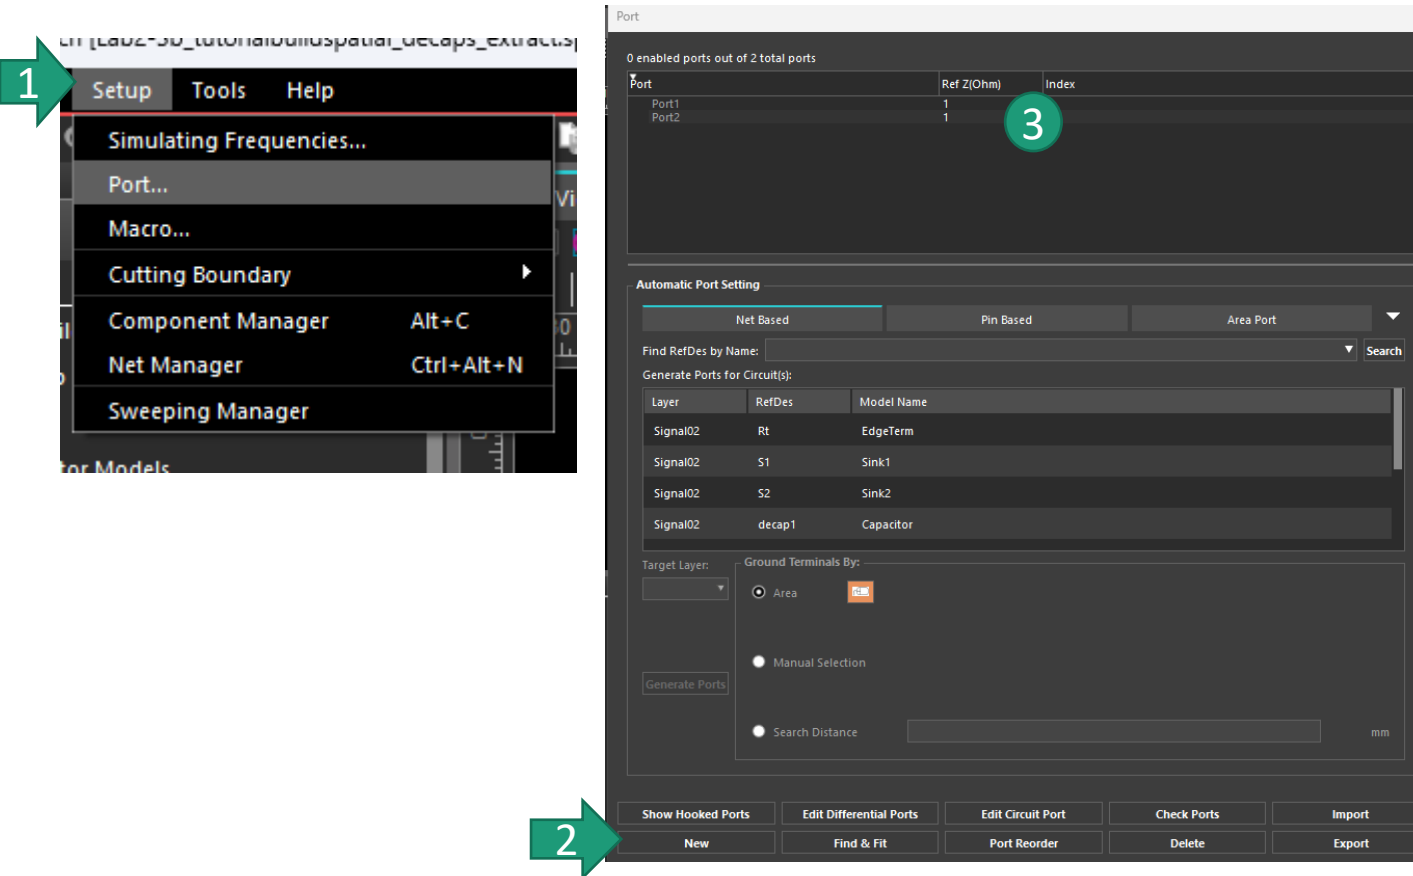 1
[Lab2-3b_tutorialbuildspatial_decaps_extract.s
Setup Tools Help
Simulating Frequencies...
Port...
Macro...
Cutting Boundary
Component Manager Alt+C
Net Manager Ctrl+Alt+N
Sweeping Manager
tor Models
Vi
Port
0 enabled ports out of 2 total ports
Port Ref Z(Ohm) Index
Port1 1
Port2 1
3
Automatic Port Setting
Net Based Pin Based Area Port
Find RefDes by Name: Search
Generate Ports for Circuit(s):
Layer RefDes Model Name
Signal02 Rt EdgeTerm
Signal02 S1 Sink1
Signal02 S2 Sink2
Signal02 decap1 Capacitor
Target Layer: Ground Terminals By:
Area
Manual Selection
Generate Ports
Search Distance mm
Show Hooked Ports Edit Differential Ports Edit Circuit Port Check Ports Import
2
New Find & Fit Port Reorder Delete Export